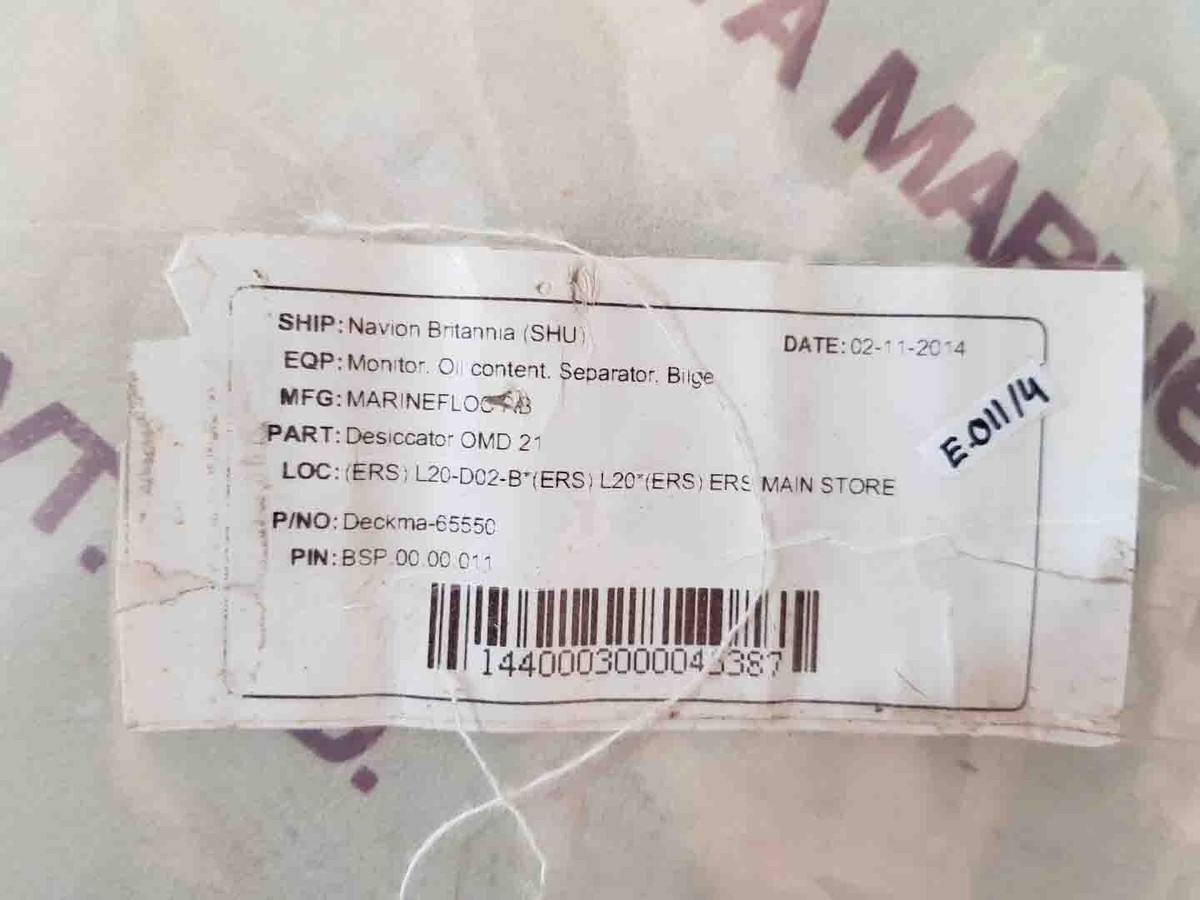 A MARINE
SHIP: Navion Britannia (SHU)
DATE: 02-11-2014
EQP: Monitor. Oil content. Separator. Bilge
MFG: MARINEFLOC AB
E-011/4
PART: Desiccator OMD 21
LOC: (ERS) L20-D02-B*(ERS) L20*(ERS) ERS MAIN STORE
P/NO: Deckma-65550
PIN: BSP.00.00.011